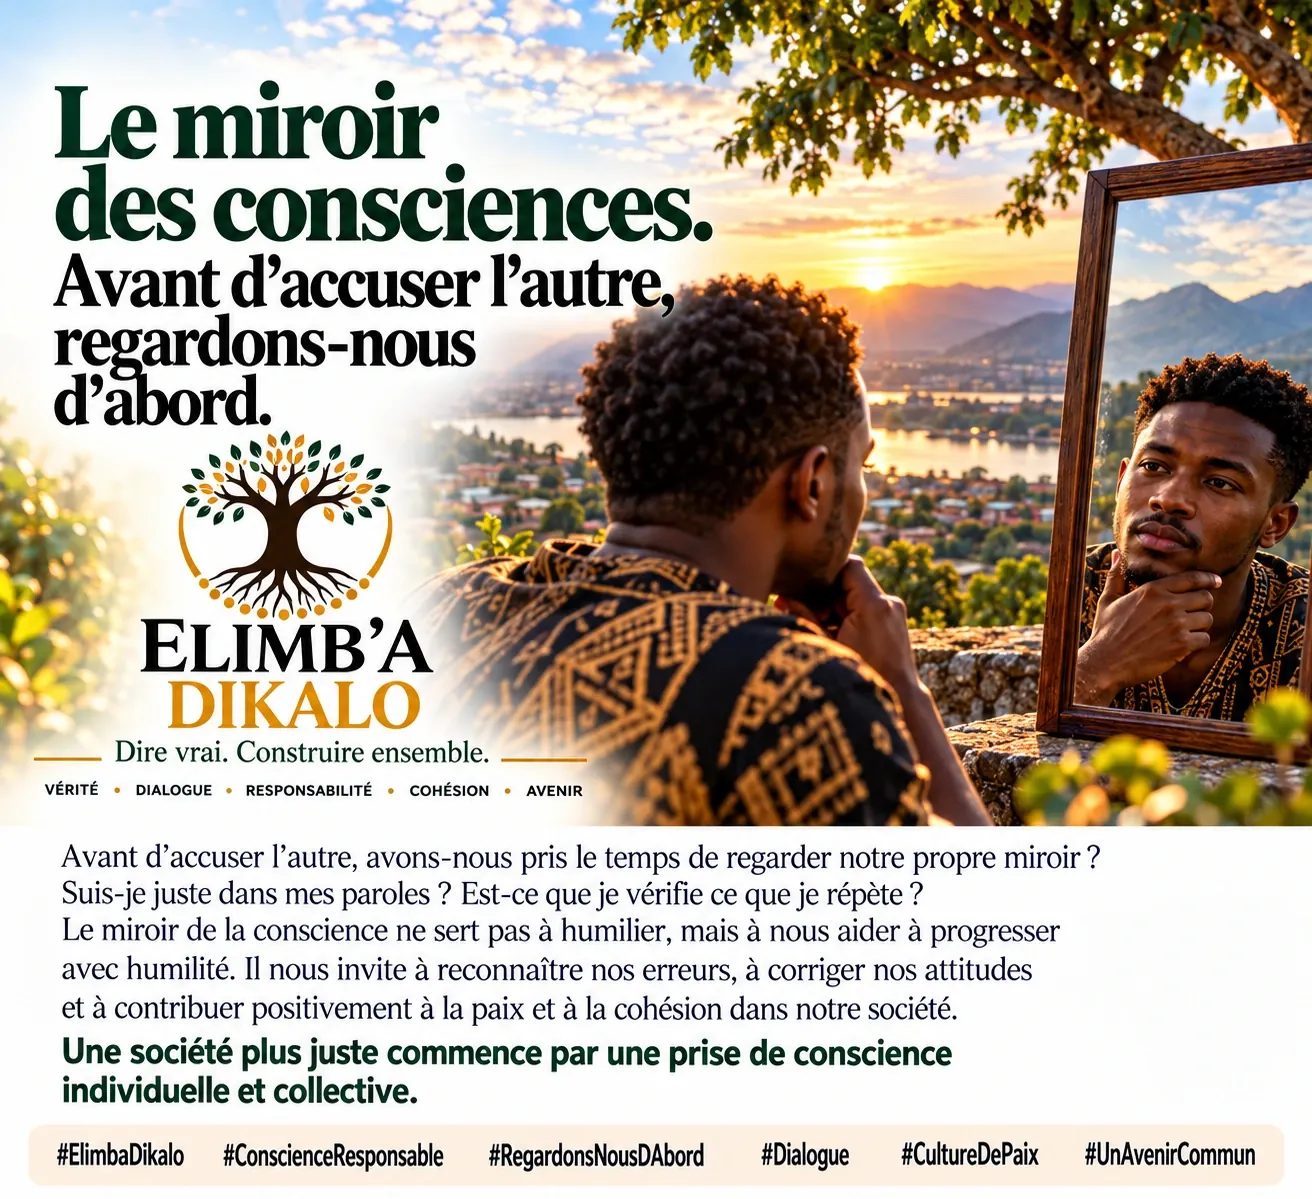 Le miroir
des consciences.
Avant d’accuser l’autre,
regardons-nous
d’abord.
ELIMB’A
DIKALO
Dire vrai. Construire ensemble.
VÉRITÉ • DIALOGUE • RESPONSABILITÉ • COHÉSION • AVENIR
Avant d’accuser l’autre, avons-nous pris le temps de regarder notre propre miroir ?
Suis-je juste dans mes paroles ? Est-ce que je vérifie ce que je répète ?
Le miroir de la conscience ne sert pas à humilier, mais à nous aider à progresser
avec humilité. Il nous invite à reconnaître nos erreurs, à corriger nos attitudes
et à contribuer positivement à la paix et à la cohésion dans notre société.
Une société plus juste commence par une prise de conscience
individuelle et collective.
#ElimbaDikalo #ConscienceResponsable #RegardonsNousDAbord #Dialogue #CultureDePaix #UnAvenirCommun